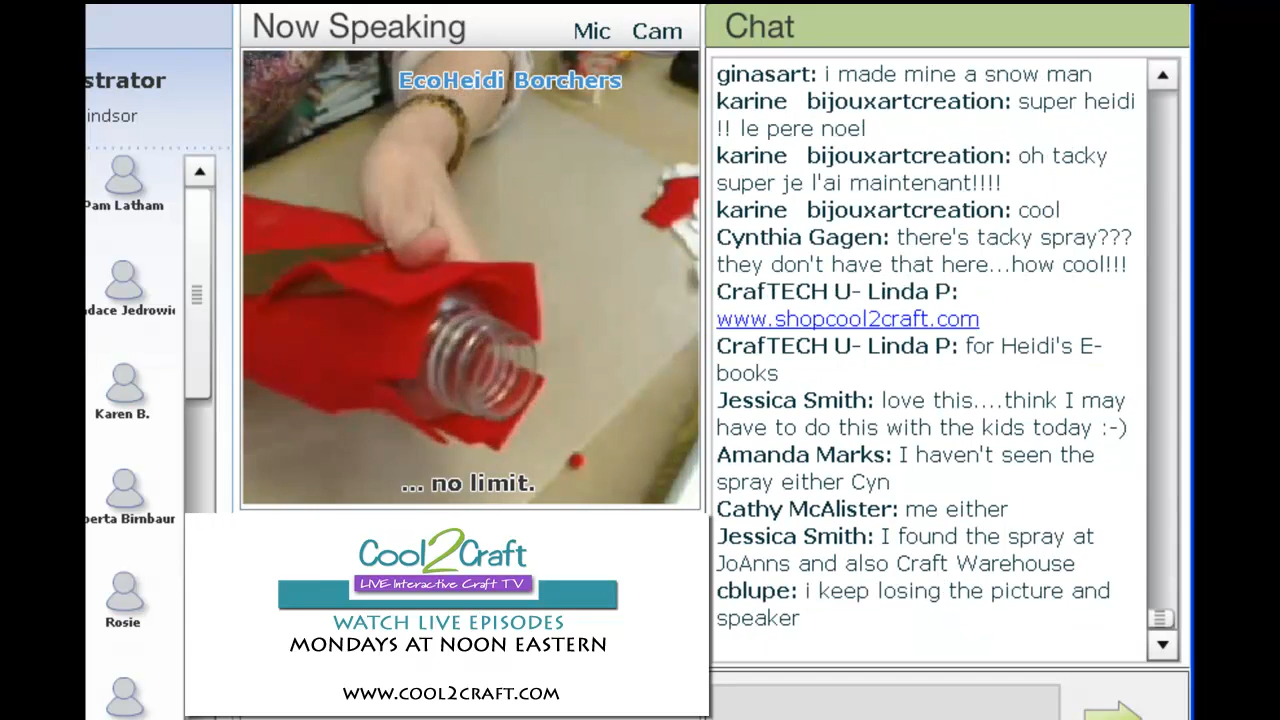 Now Speaking
Mic
Cam
Chat
strator
indsor
Pam Latham
dace Jedrowic
Karen B.
berta Birnbaum
Rosie
EcoHeidi Borchers
... no limit.
Cool2Craft
LIVE Interactive Craft TV
WATCH LIVE EPISODES
MONDAYS AT NOON EASTERN
WWW.COOL2CRAFT.COM
ginasart: i made mine a snow man
karine bijouxartcreation: super heidi
!! le pere noel
karine bijouxartcreation: oh tacky
super je l'ai maintenant!!!!
karine bijouxartcreation: cool
Cynthia Gagen: there's tacky spray???
they don't have that here...how cool!!!
CrafTECH U- Linda P:
www.shopcool2craft.com
CrafTECH U- Linda P: for Heidi's E-
books
Jessica Smith: love this....think I may
have to do this with the kids today :-)
Amanda Marks: I haven't seen the
spray either Cyn
Cathy McAlister: me either
Jessica Smith: I found the spray at
JoAnns and also Craft Warehouse
cblupe: i keep losing the picture and
speaker